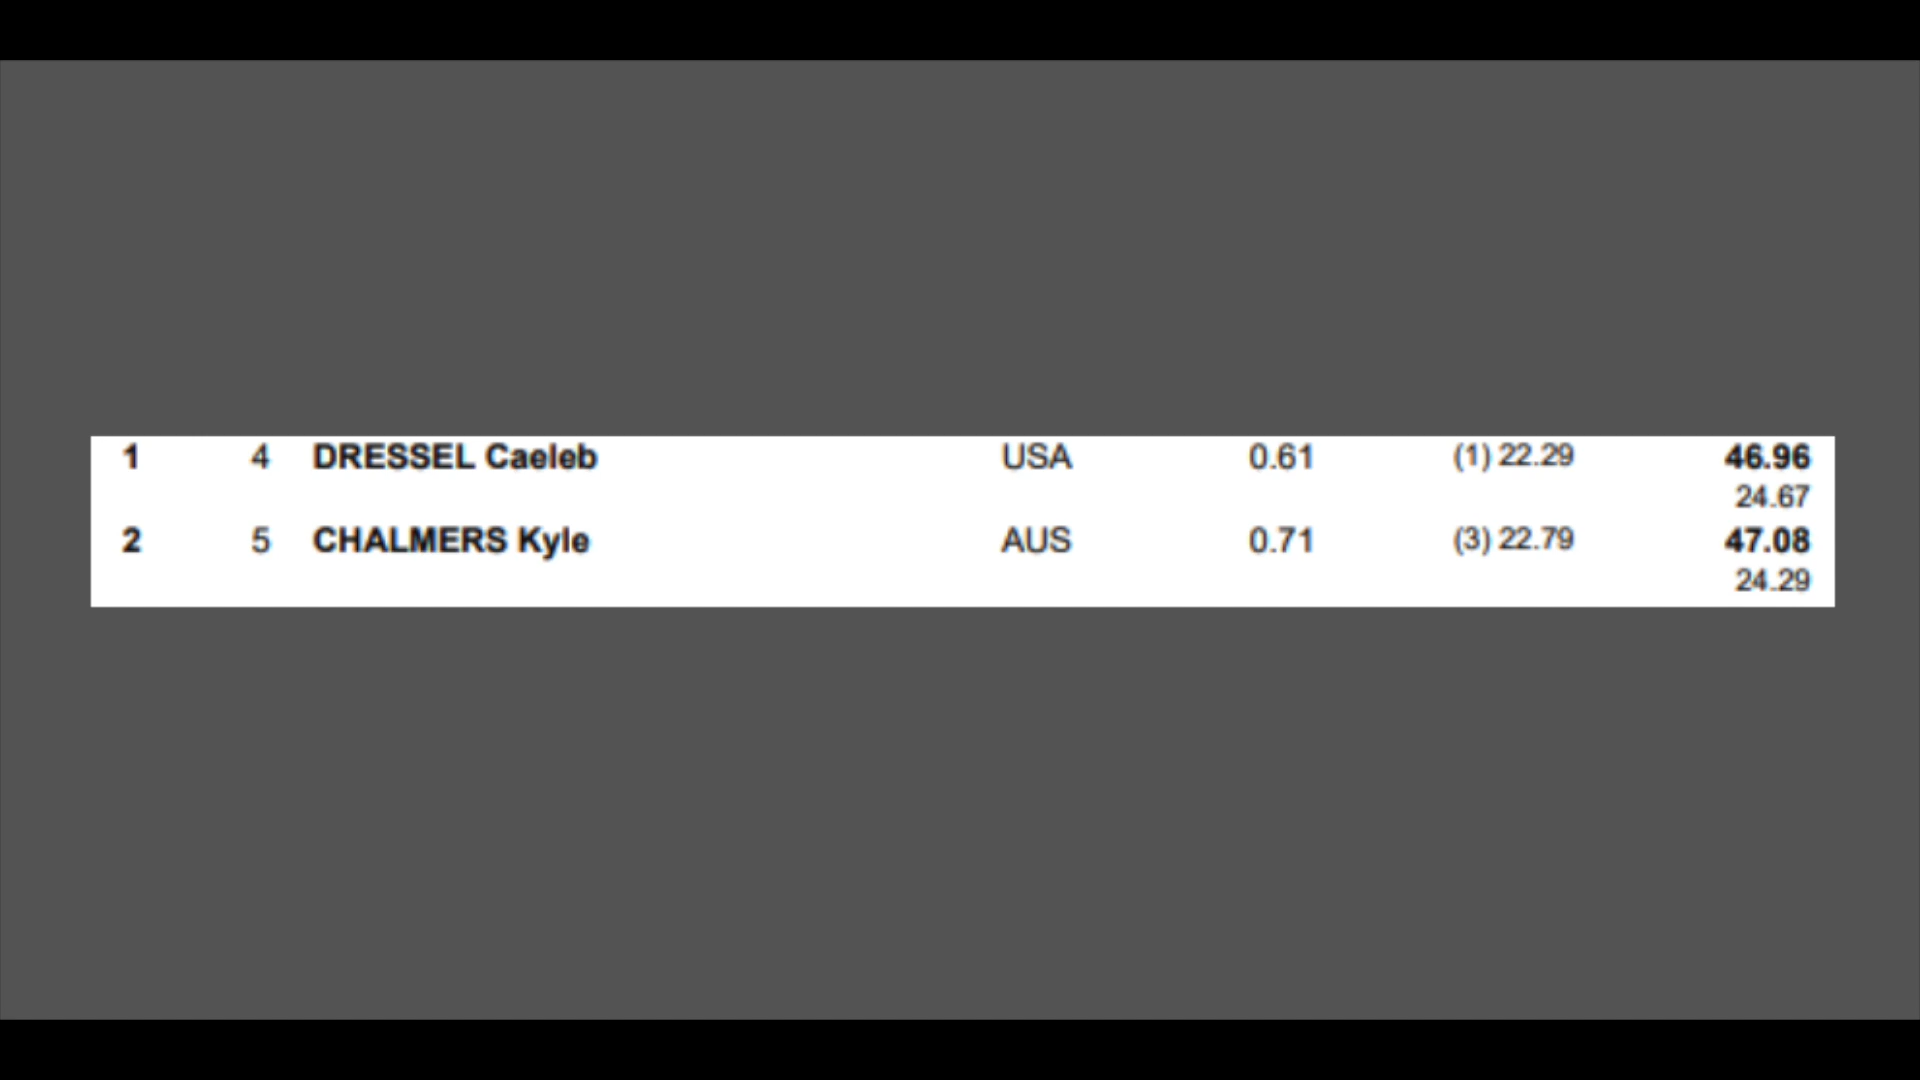 1 4 DRESSEL Caeleb USA 0.61 (1) 22.29 46.96
24.67
2 5 CHALMERS Kyle AUS 0.71 (3) 22.79 47.08
24.29